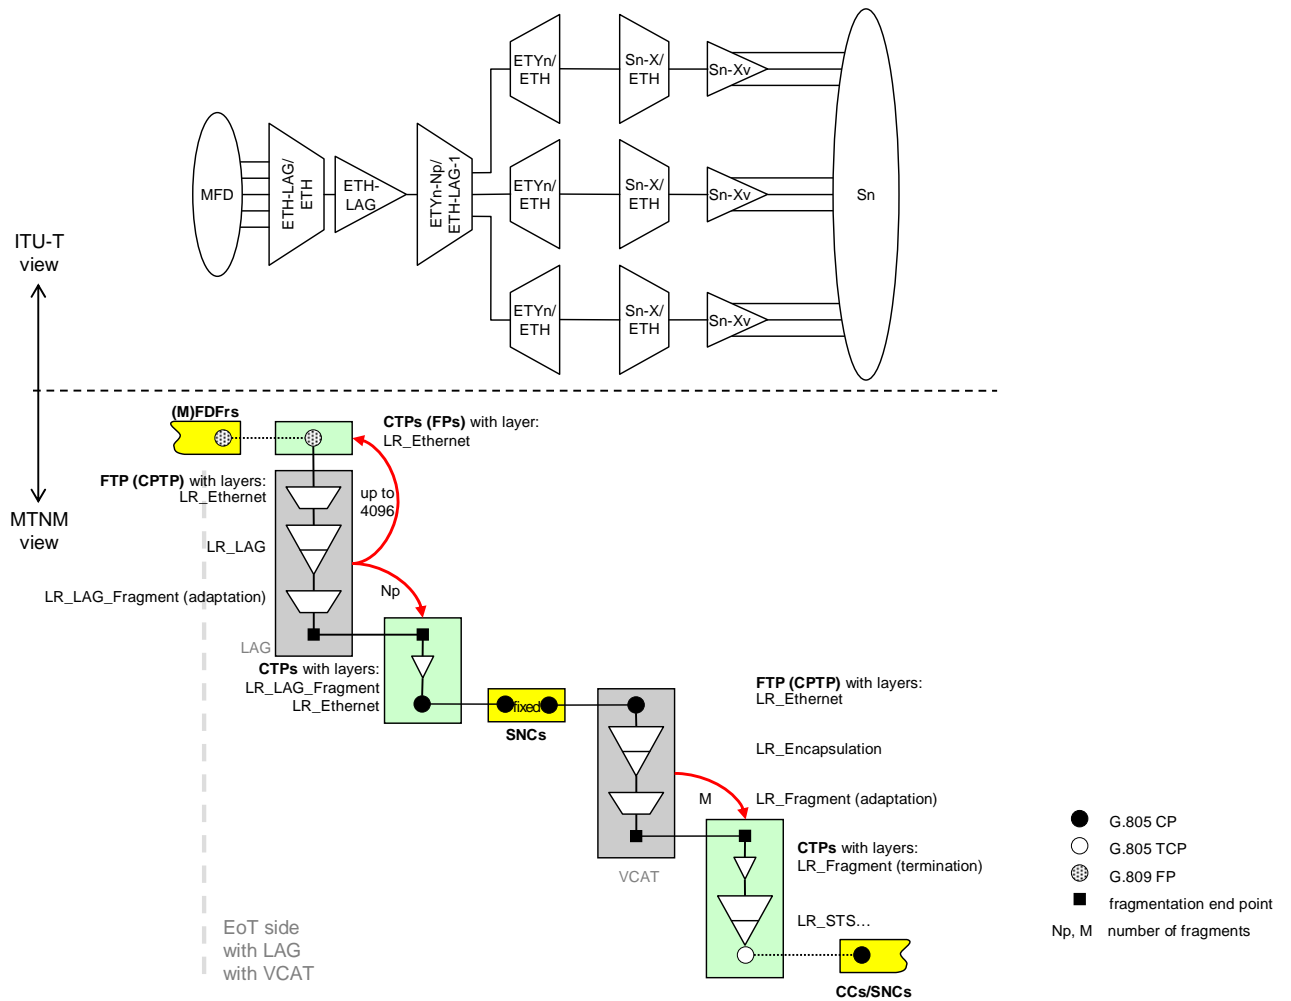 ETYn/
ETH
Sn-X/
ETH
Sn-Xv
MFD
ETH-LAG/
ETH
ETH-
LAG
ETYn-Np/
ETH-LAG-1
ETYn/
ETH
Sn-X/
ETH
Sn-Xv
Sn
ITU-T
view
ETYn/
ETH
Sn-X/
ETH
Sn-Xv
(M)FDFrs
CTPs (FPs) with layer:
LR_Ethernet
FTP (CPTP) with layers:
LR_Ethernet
up to
4096
MTNM
view
LR_LAG
LR_LAG_Fragment (adaptation)
Np
LAG
CTPs with layers:
LR_LAG_Fragment
LR_Ethernet
fixed
SNCs
FTP (CPTP) with layers:
LR_Ethernet
LR_Encapsulation
LR_Fragment (adaptation)
M
VCAT
CTPs with layers:
LR_Fragment (termination)
LR_STS...
CCs/SNCs
EoT side
with LAG
with VCAT
G.805 CP
G.805 TCP
G.809 FP
fragmentation end point
Np, M number of fragments